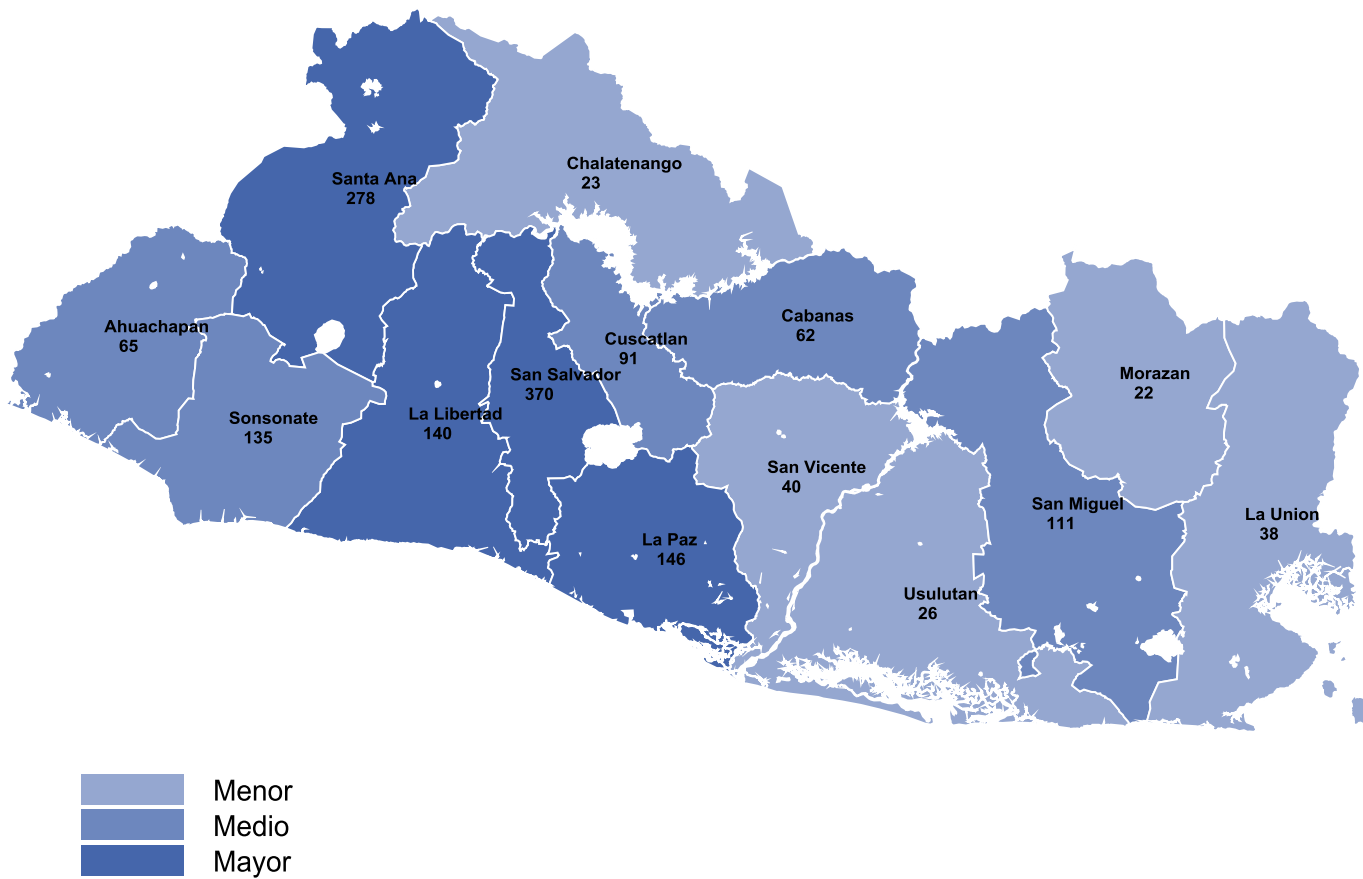 Chalatenango
23
Santa Ana
278
Ahuachapan
65
Cabanas
62
Cuscatlan
91
San Salvador
370
Morazan
22
Sonsonate
135
La Libertad
140
San Vicente
40
San Miguel
111
La Union
38
La Paz
146
Usulutan
26
Menor
Medio
Mayor